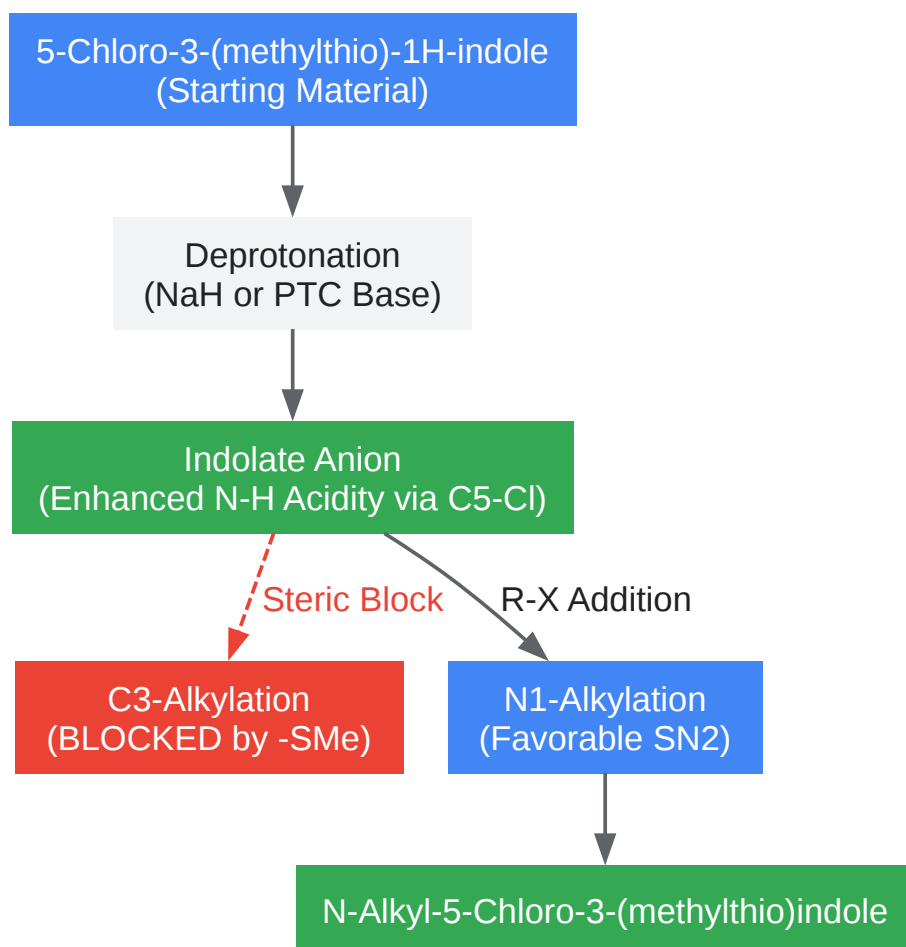 5-Chloro-3-(methylthio)-1H-indole
(Starting Material)
Deprotonation
(NaH or PTC Base)
Indolate Anion
(Enhanced N-H Acidity via C5-Cl)
Steric Block
R-X Addition
C3-Alkylation
(BLOCKED by -SMe)
N1-Alkylation
(Favorable SN2)
N-Alkyl-5-Chloro-3-(methylthio)indole